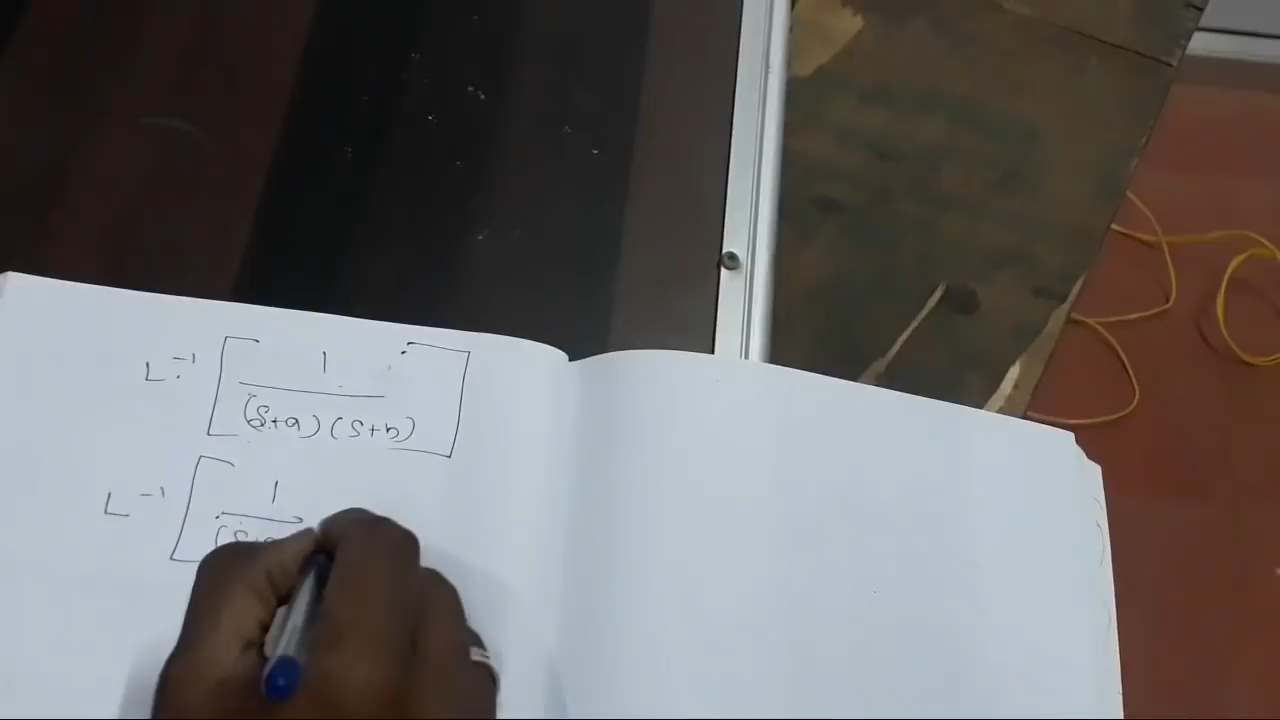 L⁻¹ [ 1 / (s+a)(s+b) ]
L⁻¹ [ 1 / (s+a